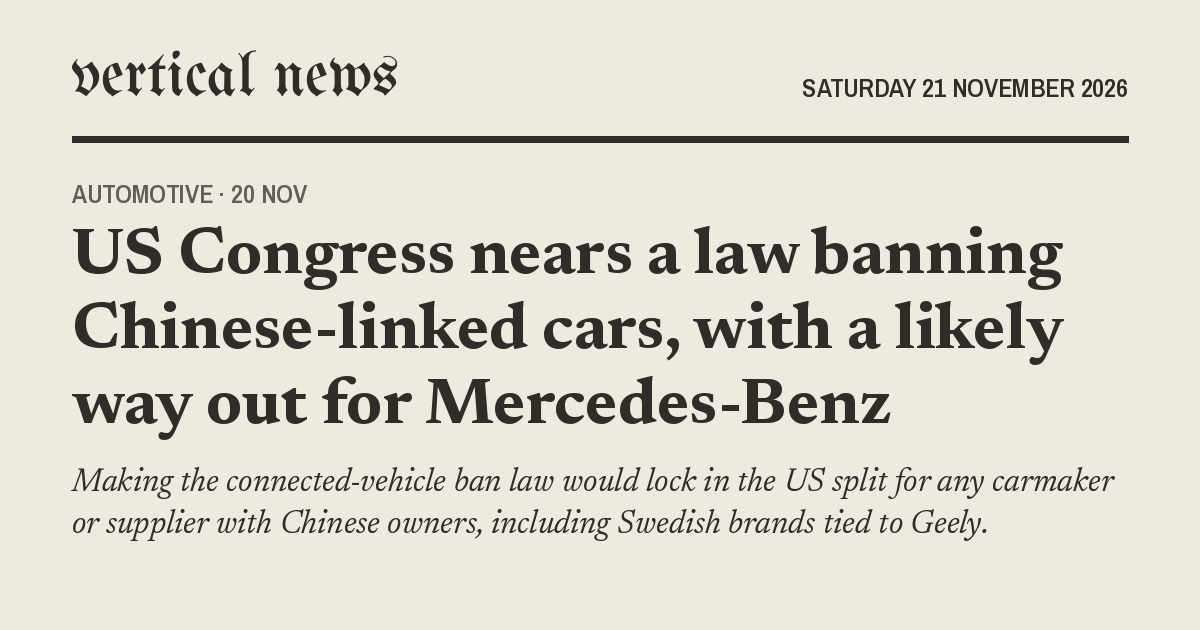 vertical news
SATURDAY 21 NOVEMBER 2026
AUTOMOTIVE · 20 NOV
US Congress nears a law banning
Chinese-linked cars, with a likely
way out for Mercedes-Benz
Making the connected-vehicle ban law would lock in the US split for any carmaker
or supplier with Chinese owners, including Swedish brands tied to Geely.